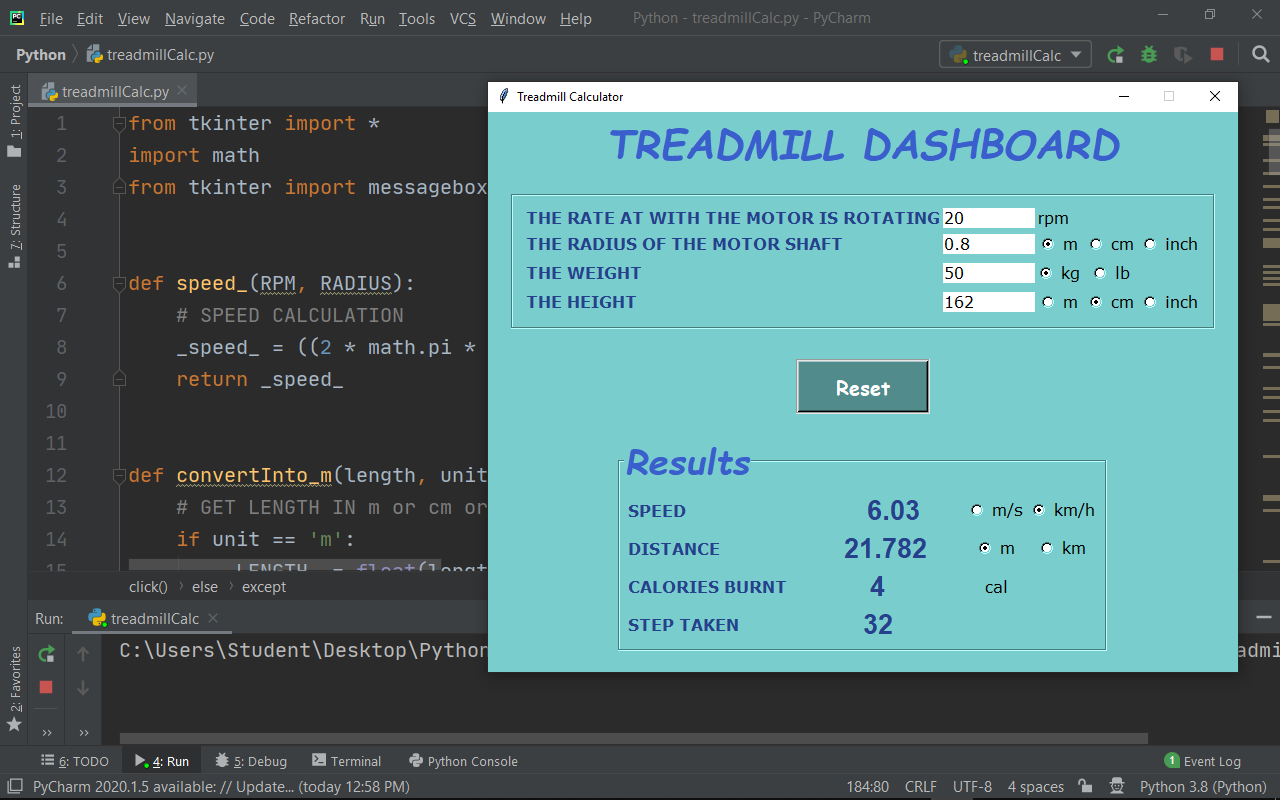 File Edit View Navigate Code Refactor Run Tools VCS Window Help Python - treadmillCalc.py - PyCharm
Python treadmillCalc.py treadmillCalc
1: Project
7: Structure
2: Favorites
treadmillCalc.py
1 from tkinter import *
2 import math
3 from tkinter import messagebox
4
5
6 def speed_(RPM, RADIUS):
7 # SPEED CALCULATION
8 _speed_ = ((2 * math.pi *
9 return _speed_
10
11
12 def convertInto_m(length, unit
13 # GET LENGTH IN m or cm or
14 if unit == 'm':
15 LENGTH = float(lengt
click() › else › except
Treadmill Calculator
TREADMILL DASHBOARD
THE RATE AT WITH THE MOTOR IS ROTATING 20 rpm
THE RADIUS OF THE MOTOR SHAFT 0.8 m cm inch
THE WEIGHT 50 kg lb
THE HEIGHT 162 m cm inch
Reset
Results
SPEED 6.03 m/s km/h
DISTANCE 21.782 m km
CALORIES BURNT 4 cal
STEP TAKEN 32
Run: treadmillCalc
C:\Users\Student\Desktop\Python admi
6: TODO 4: Run 5: Debug Terminal Python Console 1 Event Log
PyCharm 2020.1.5 available: // Update... (today 12:58 PM) 184:80 CRLF UTF-8 4 spaces Python 3.8 (Python)